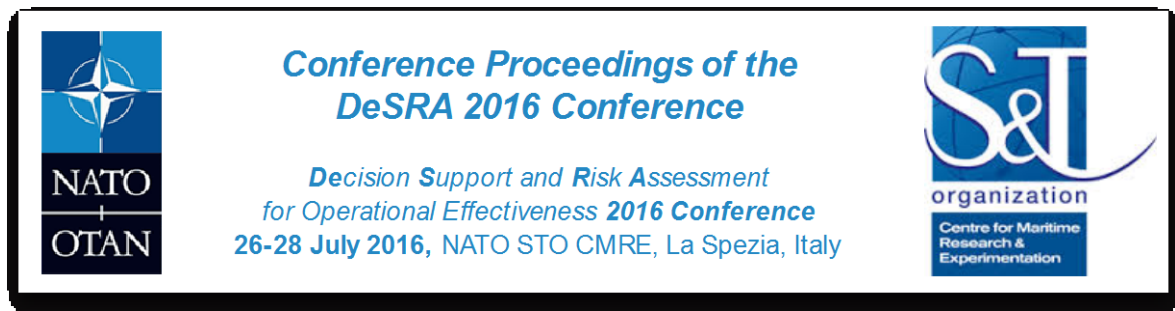 NATO
OTAN
Conference Proceedings of the
DeSRA 2016 Conference
Decision Support and Risk Assessment
for Operational Effectiveness 2016 Conference
26-28 July 2016, NATO STO CMRE, La Spezia, Italy
S&T
organization
Centre for Maritime
Research &
Experimentation